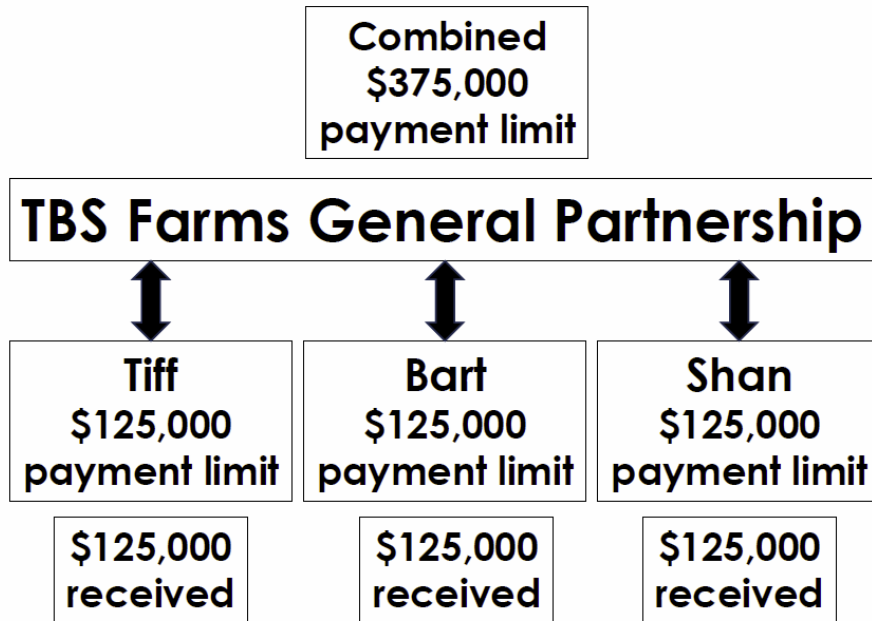 Combined
$375,000
payment limit
TBS Farms General Partnership
Tiff
$125,000
payment limit
Bart
$125,000
payment limit
Shan
$125,000
payment limit
$125,000
received
$125,000
received
$125,000
received